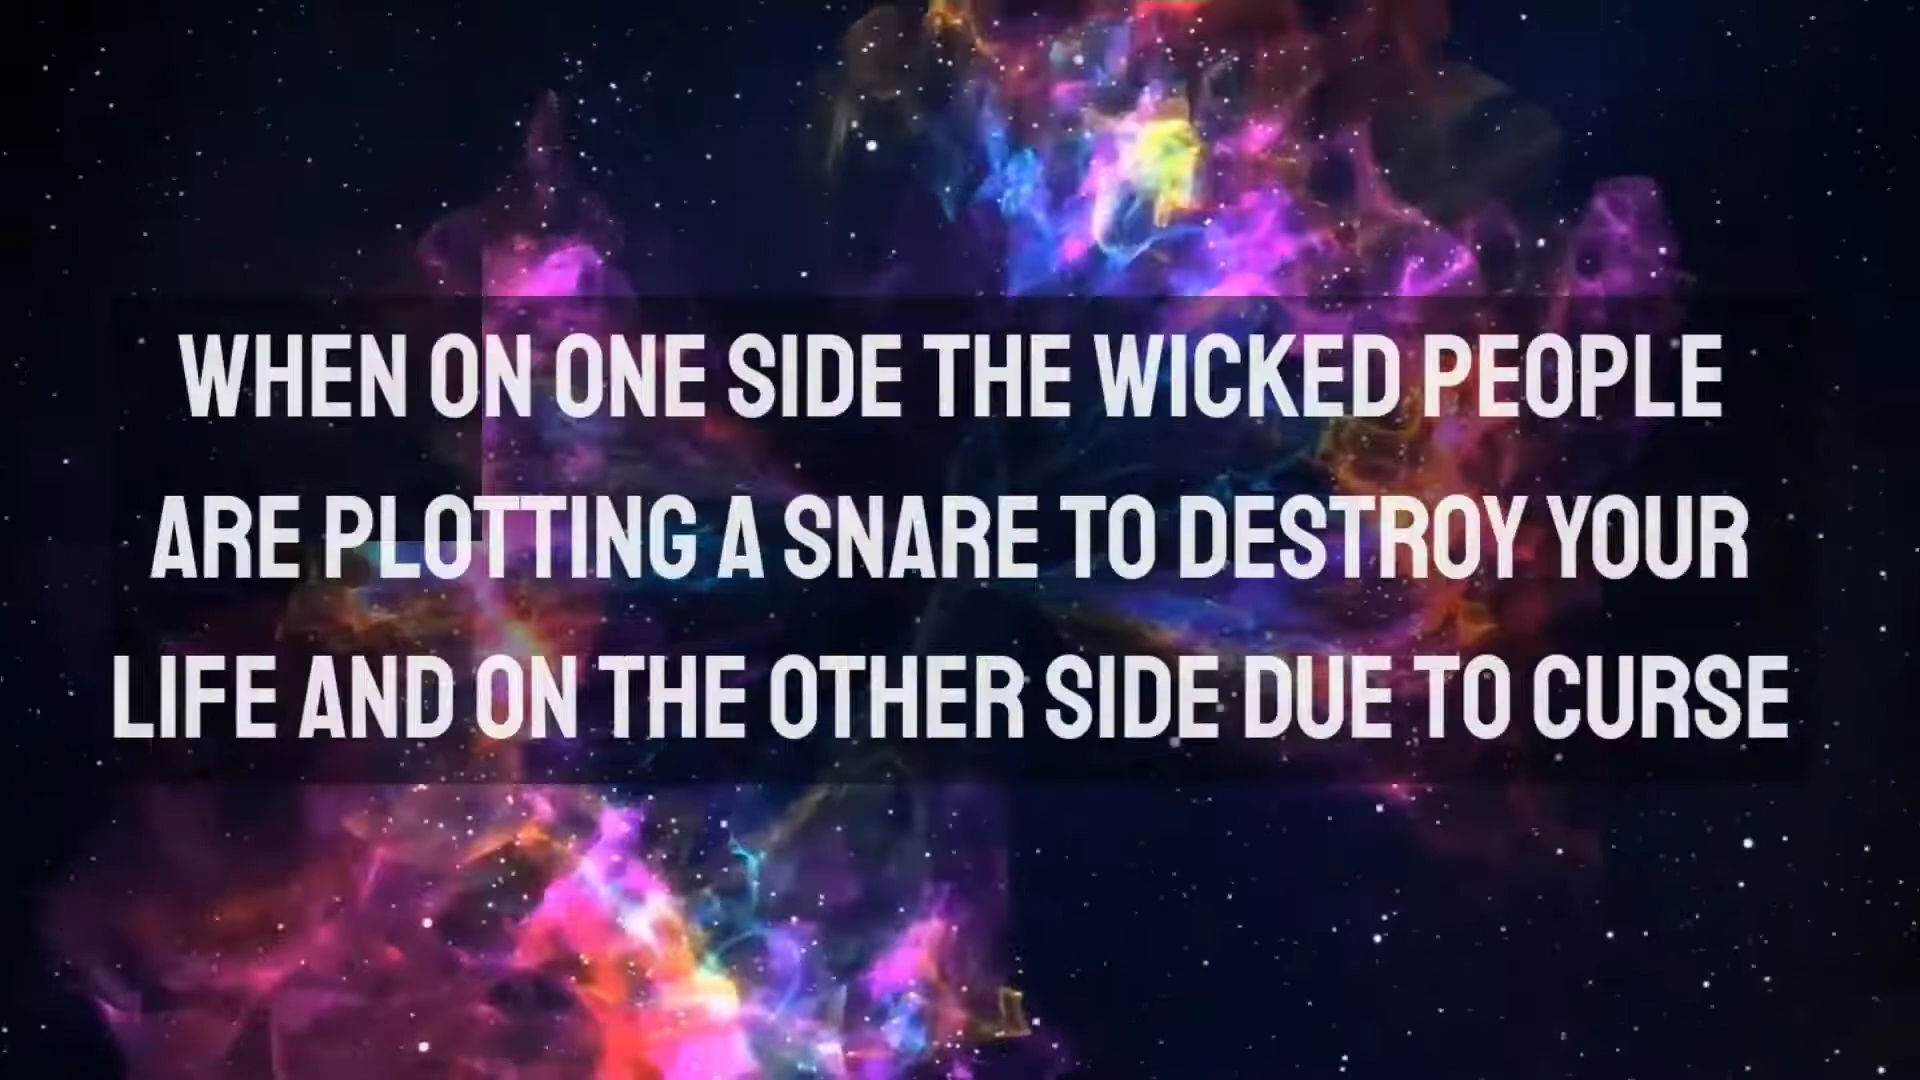 WHEN ON ONE SIDE THE WICKED PEOPLE
ARE PLOTTING A SNARE TO DESTROY YOUR
LIFE AND ON THE OTHER SIDE DUE TO CURSE